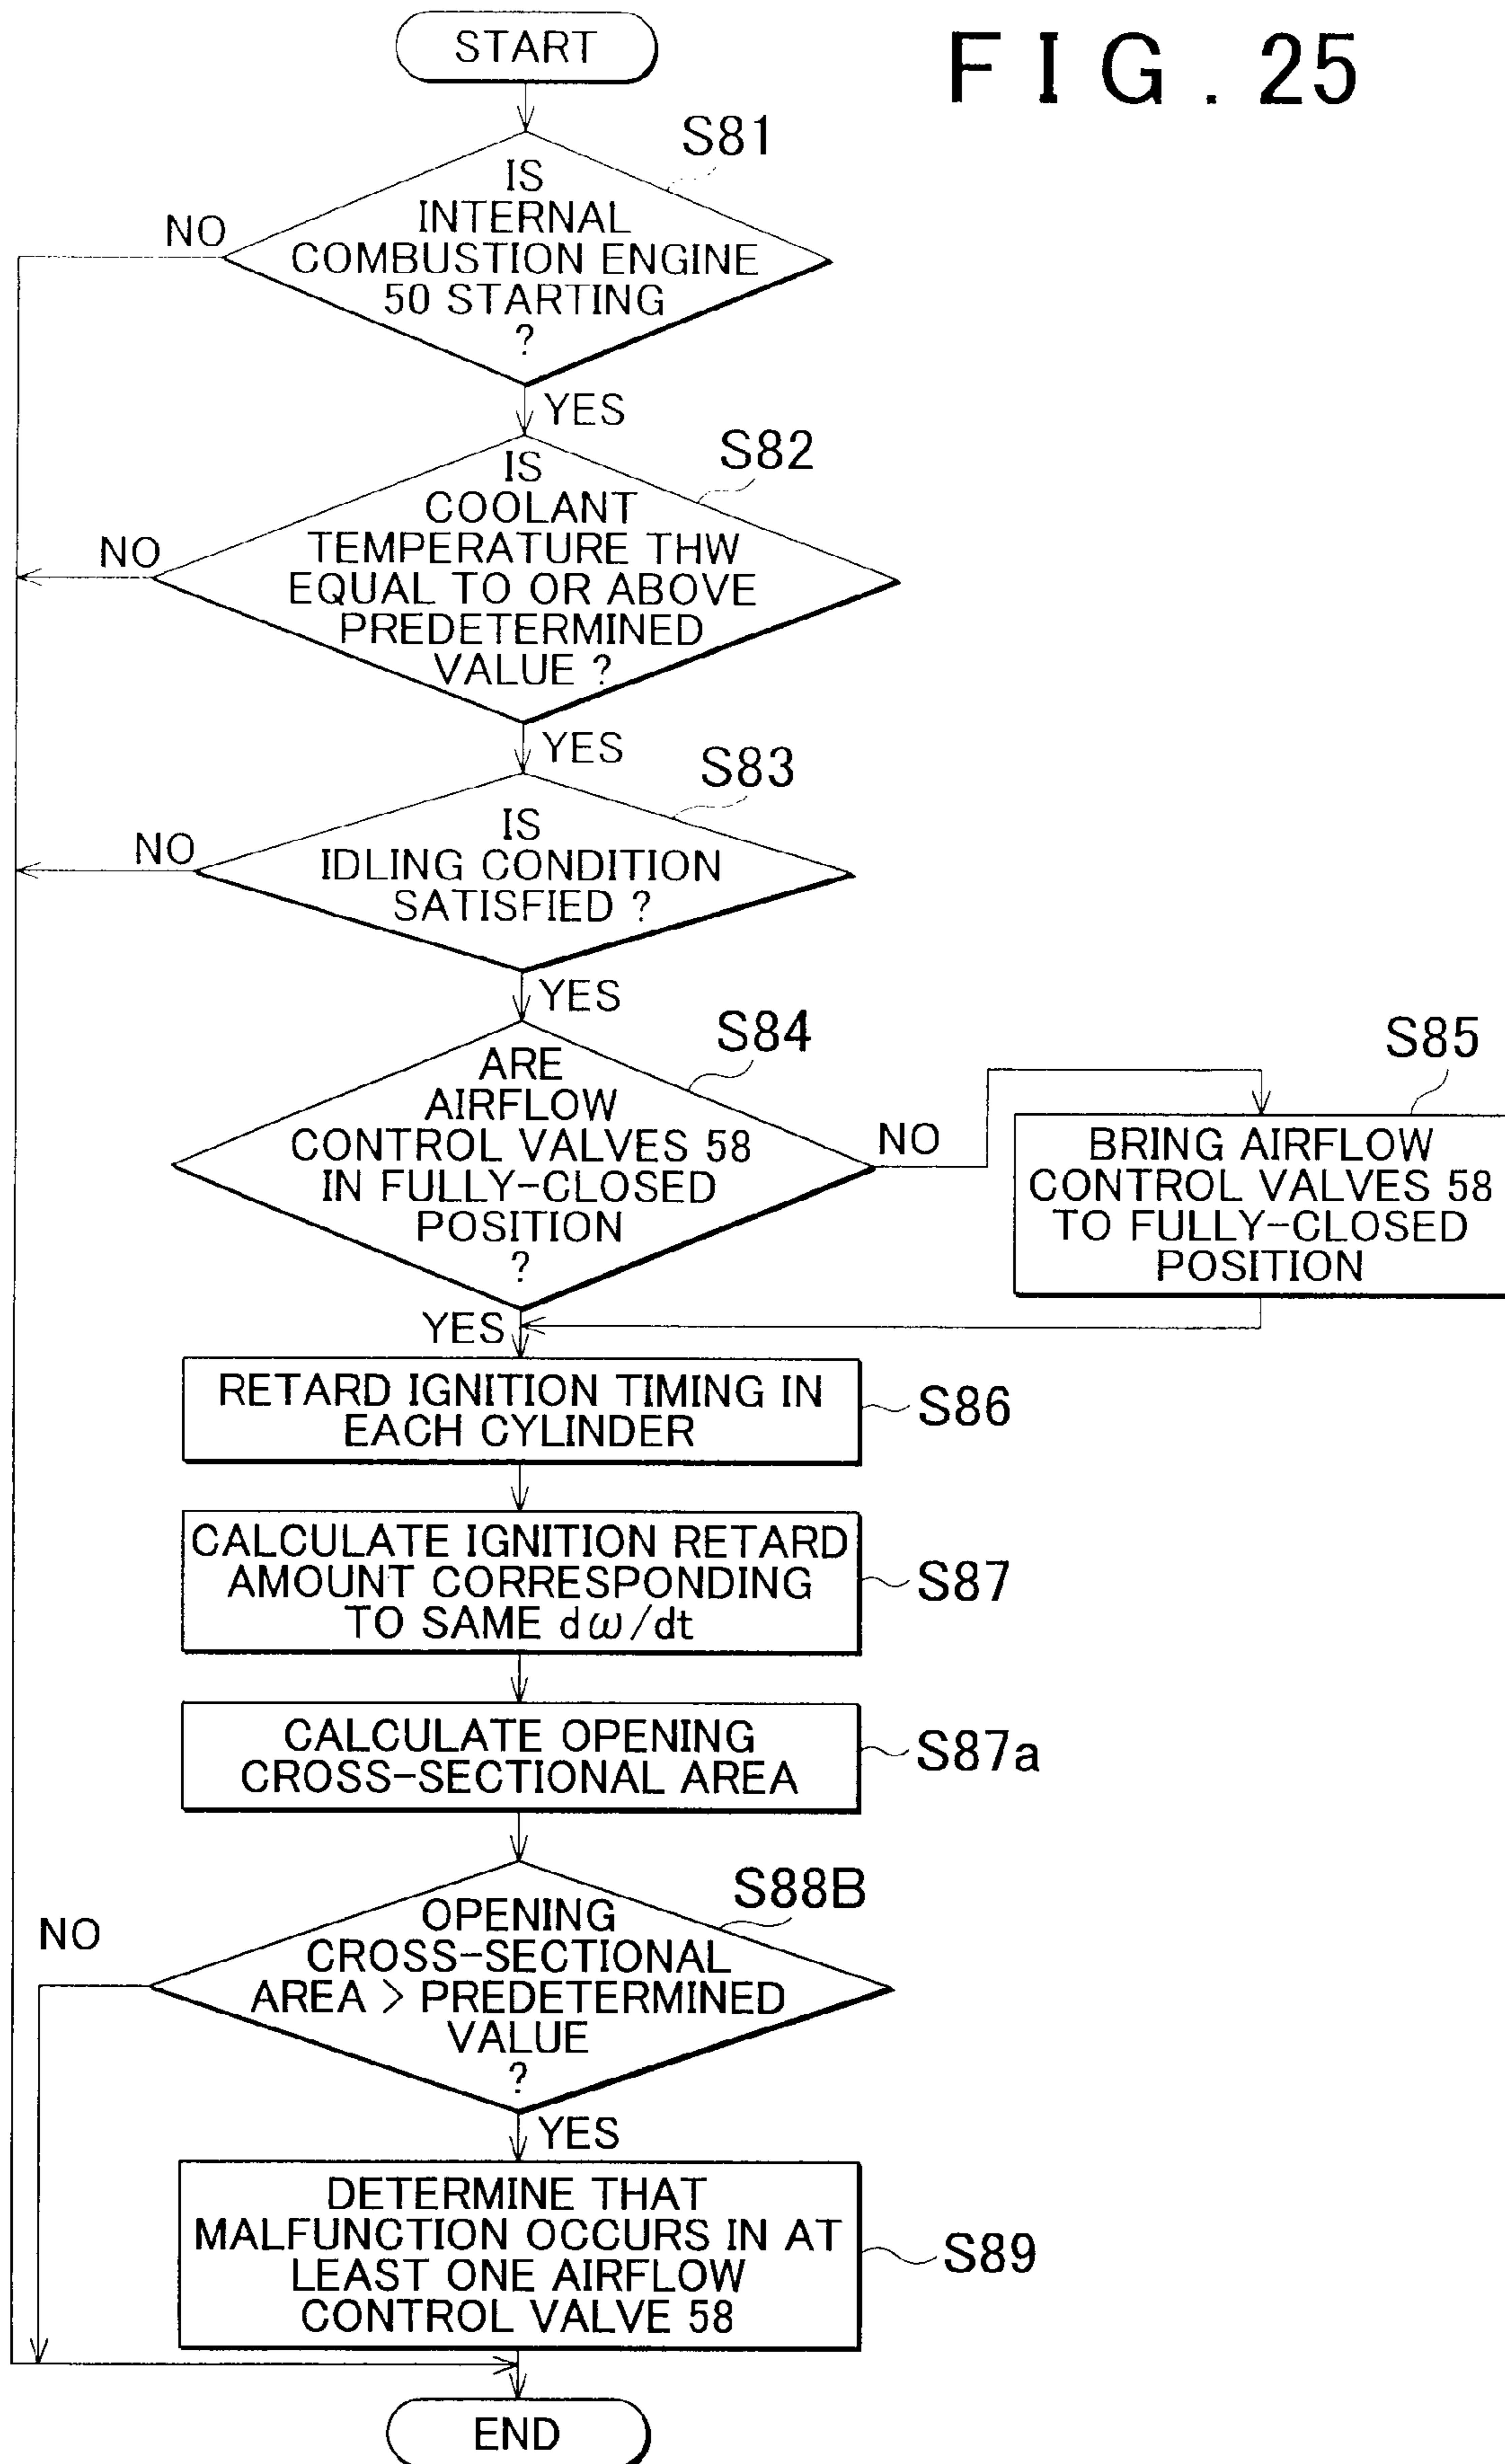 FIG. 25
START
S81
IS
INTERNAL
COMBUSTION ENGINE
50 STARTING
?
NO
YES
S82
IS
COOLANT
TEMPERATURE THW
EQUAL TO OR ABOVE
PREDETERMINED
VALUE ?
NO
YES
S83
IS
IDLING CONDITION
SATISFIED ?
NO
YES
S84
ARE
AIRFLOW
CONTROL VALVES 58
IN FULLY-CLOSED
POSITION
?
NO
S85
BRING AIRFLOW
CONTROL VALVES 58
TO FULLY-CLOSED
POSITION
YES
RETARD IGNITION TIMING IN
EACH CYLINDER
S86
CALCULATE IGNITION RETARD
AMOUNT CORRESPONDING
TO SAME dω/dt
S87
CALCULATE OPENING
CROSS-SECTIONAL AREA
S87a
S88B
OPENING
CROSS-SECTIONAL
AREA > PREDETERMINED
VALUE
?
NO
YES
DETERMINE THAT
MALFUNCTION OCCURS IN AT
LEAST ONE AIRFLOW
CONTROL VALVE 58
S89
END